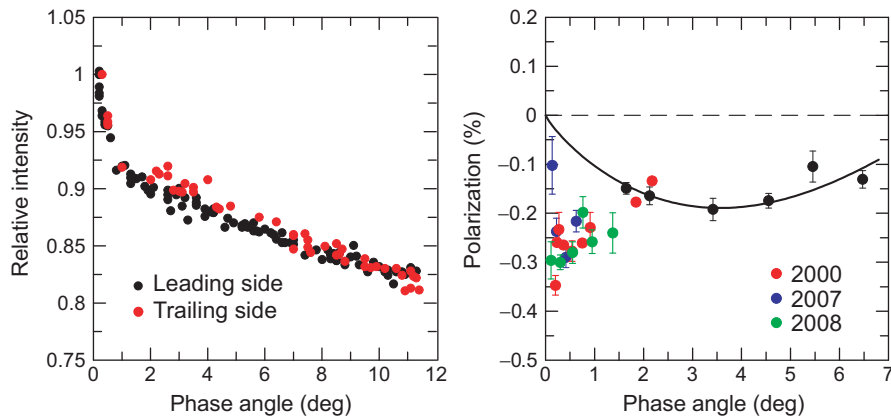 1.05
1.0
0.95
0.9
0.85
0.8
0.75
Relative intensity
Leading side
Trailing side
0 2 4 6 8 10 12
Phase angle (deg)
0.2
0.1
0
–0.1
–0.2
–0.3
–0.4
–0.5
Polarization (%)
2000
2007
2008
0 1 2 3 4 5 6 7
Phase angle (deg)